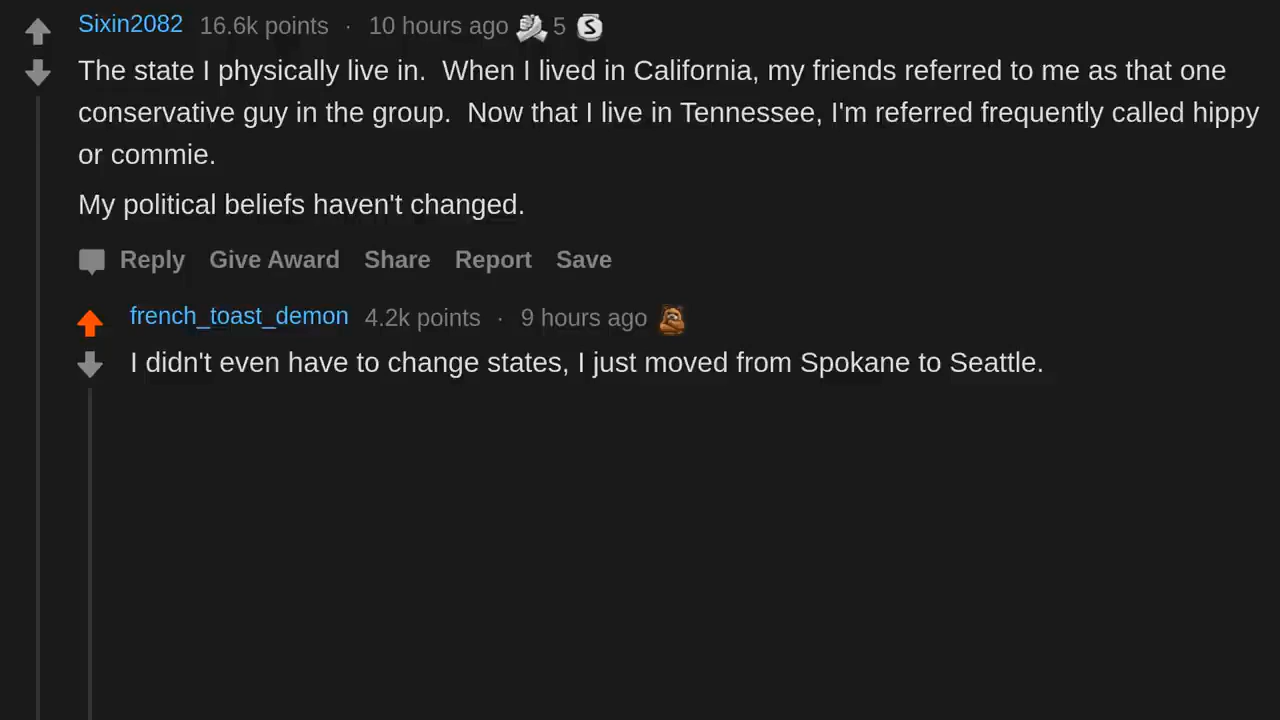 Sixin2082 16.6k points · 10 hours ago 5 S
The state I physically live in.  When I lived in California, my friends referred to me as that one
conservative guy in the group.  Now that I live in Tennessee, I'm referred frequently called hippy
or commie.
My political beliefs haven't changed.
Reply Give Award Share Report Save
french_toast_demon 4.2k points · 9 hours ago
I didn't even have to change states, I just moved from Spokane to Seattle.